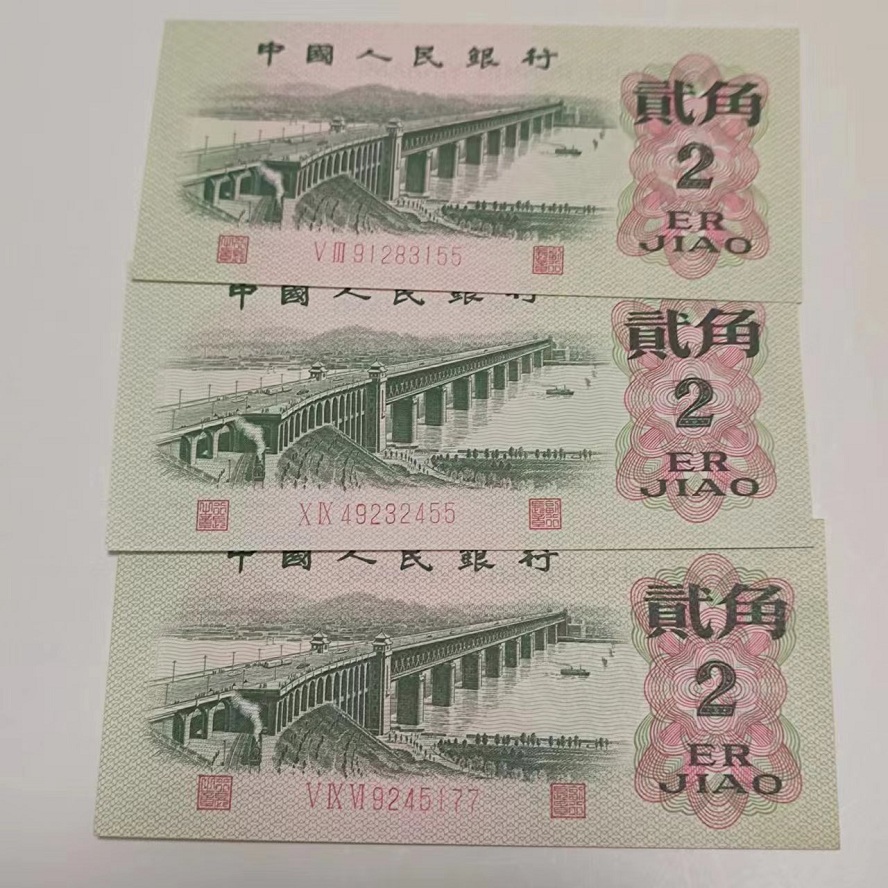 中國人民銀行
貳角
2
ER
JIAO
VⅢ 91283155
中國人民銀行
貳角
2
ER
JIAO
XⅨ 49232455
中國人民銀行
貳角
2
ER
JIAO
VⅨⅥ 9245177